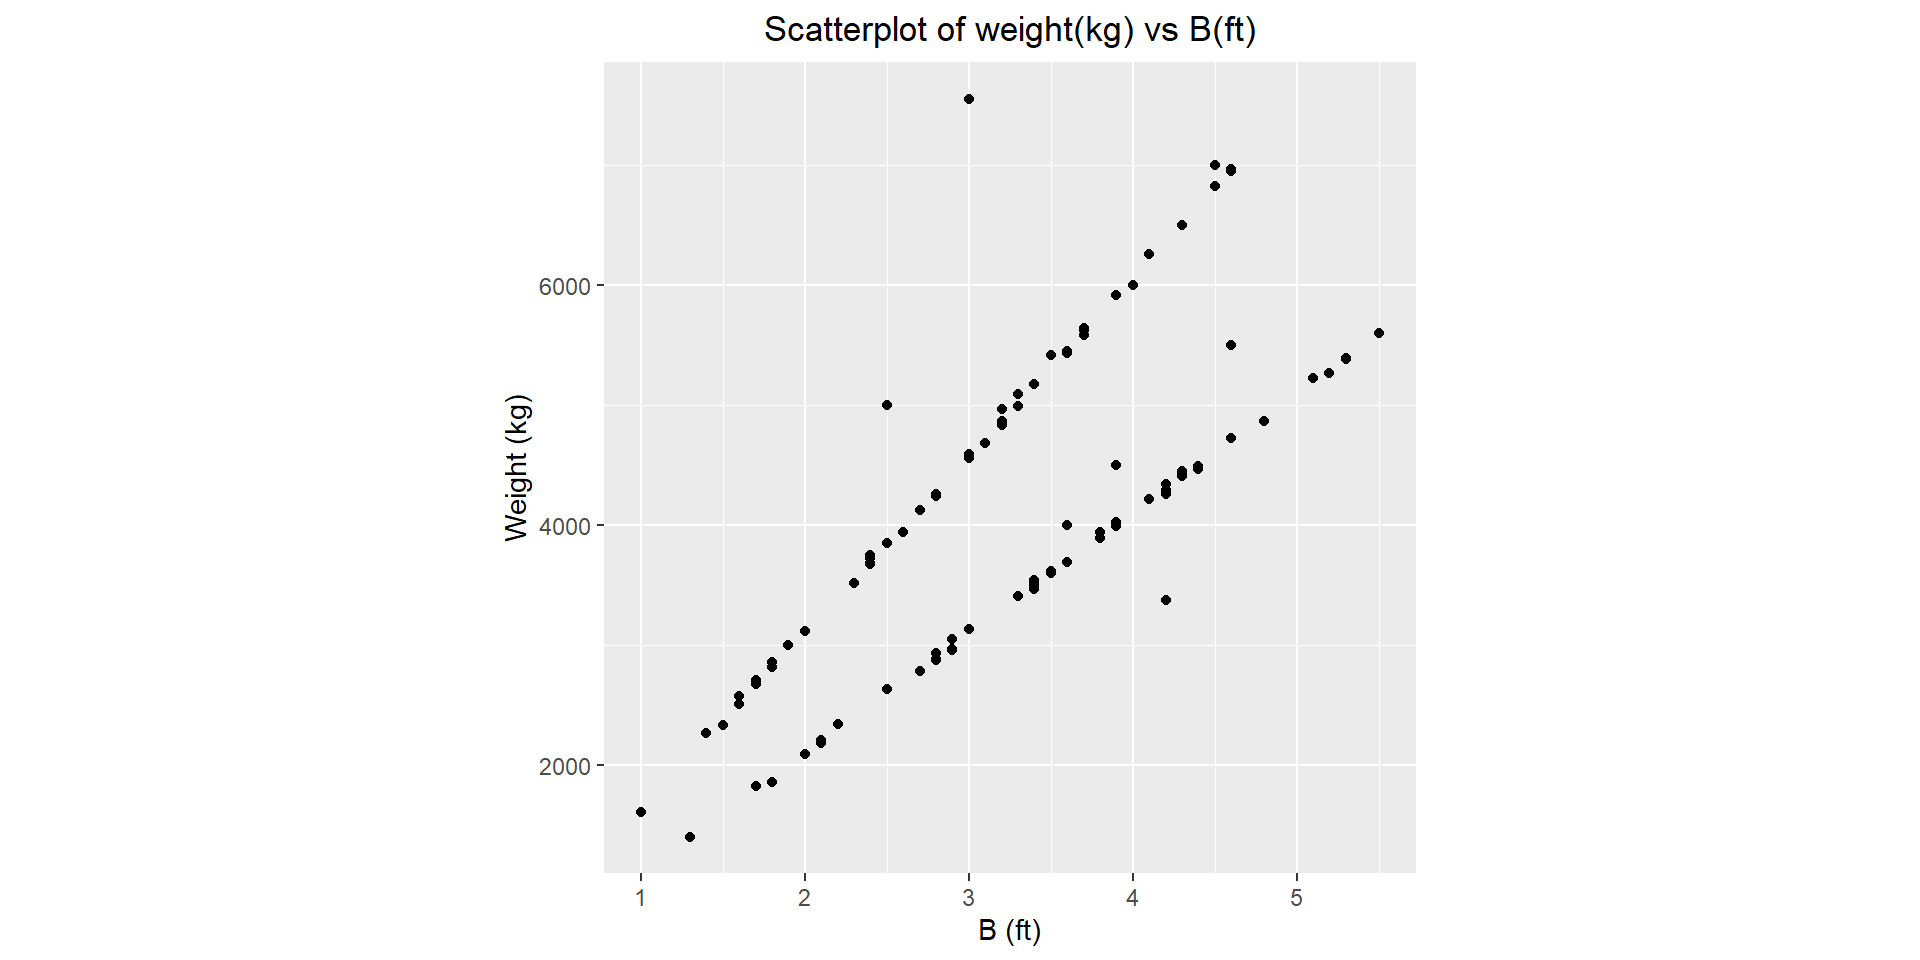 Scatterplot of weight(kg) vs B(ft)
Weight (kg)
6000
4000
2000
1 2 3 4 5
B (ft)